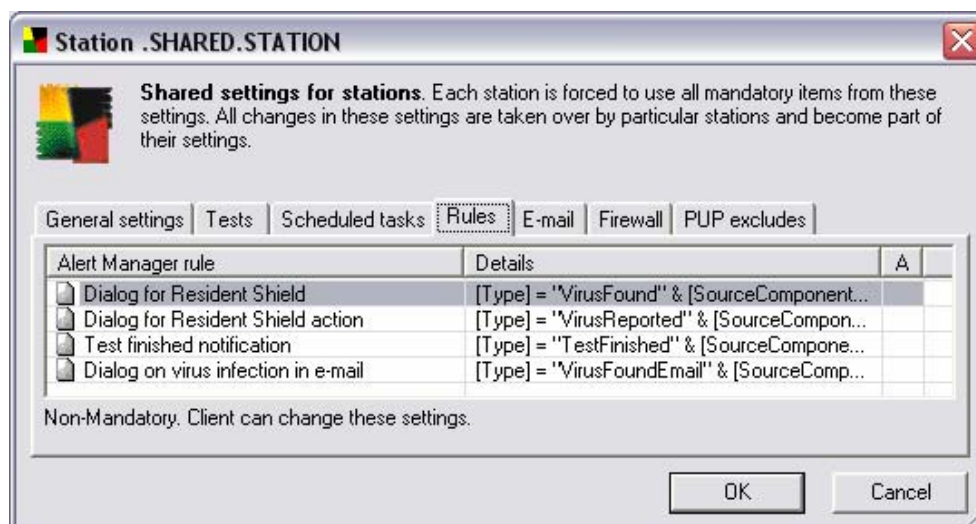 Station .SHARED.STATION
Shared settings for stations. Each station is forced to use all mandatory items from these
settings. All changes in these settings are taken over by particular stations and become part of
their settings.
General settings Tests Scheduled tasks Rules E-mail Firewall PUP excludes
Alert Manager rule Details A
Dialog for Resident Shield [Type] = "VirusFound" & [SourceComponent...
Dialog for Resident Shield action [Type] = "VirusReported" & [SourceCompon...
Test finished notification [Type] = "TestFinished" & [SourceCompone...
Dialog on virus infection in e-mail [Type] = "VirusFoundEmail" & [SourceComp...
Non-Mandatory. Client can change these settings.
OK Cancel